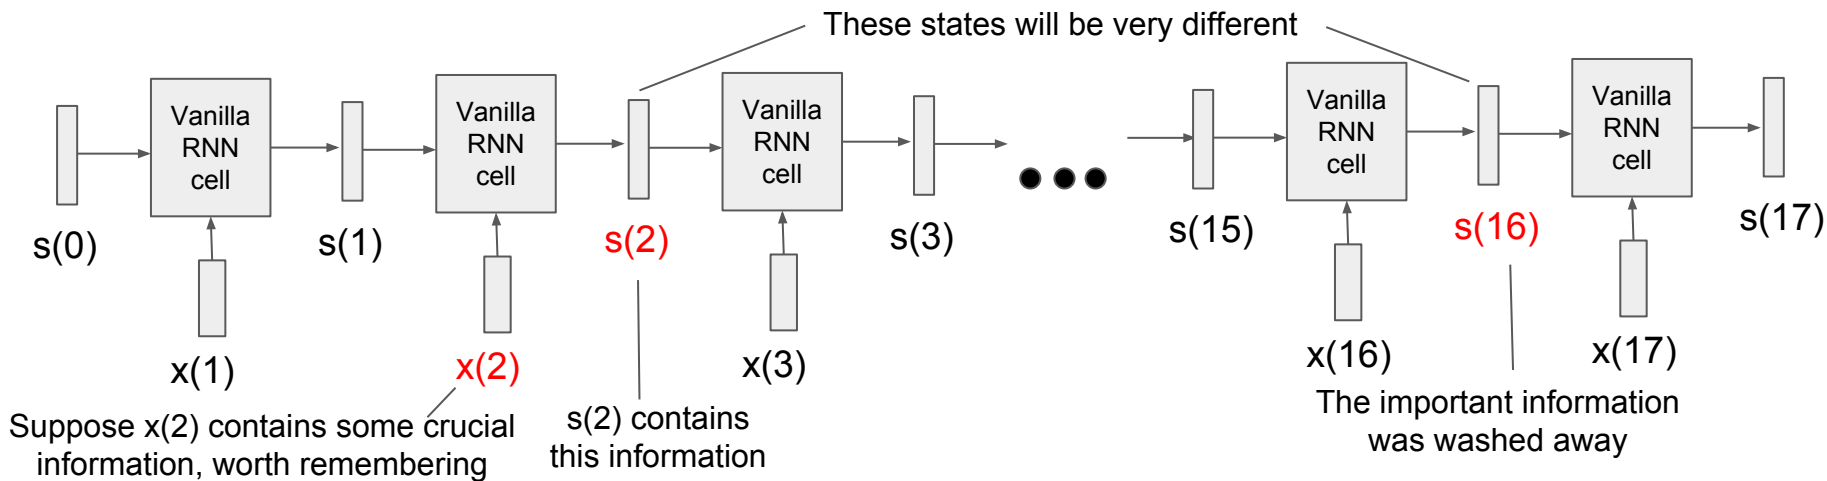 These states will be very different
Vanilla
RNN
cell
Vanilla
RNN
cell
Vanilla
RNN
cell
Vanilla
RNN
cell
Vanilla
RNN
cell
s(0)
s(1)
s(2)
s(3)
s(15)
s(16)
s(17)
x(1)
x(2)
x(3)
x(16)
x(17)
Suppose x(2) contains some crucial
information, worth remembering
s(2) contains
this information
The important information
was washed away